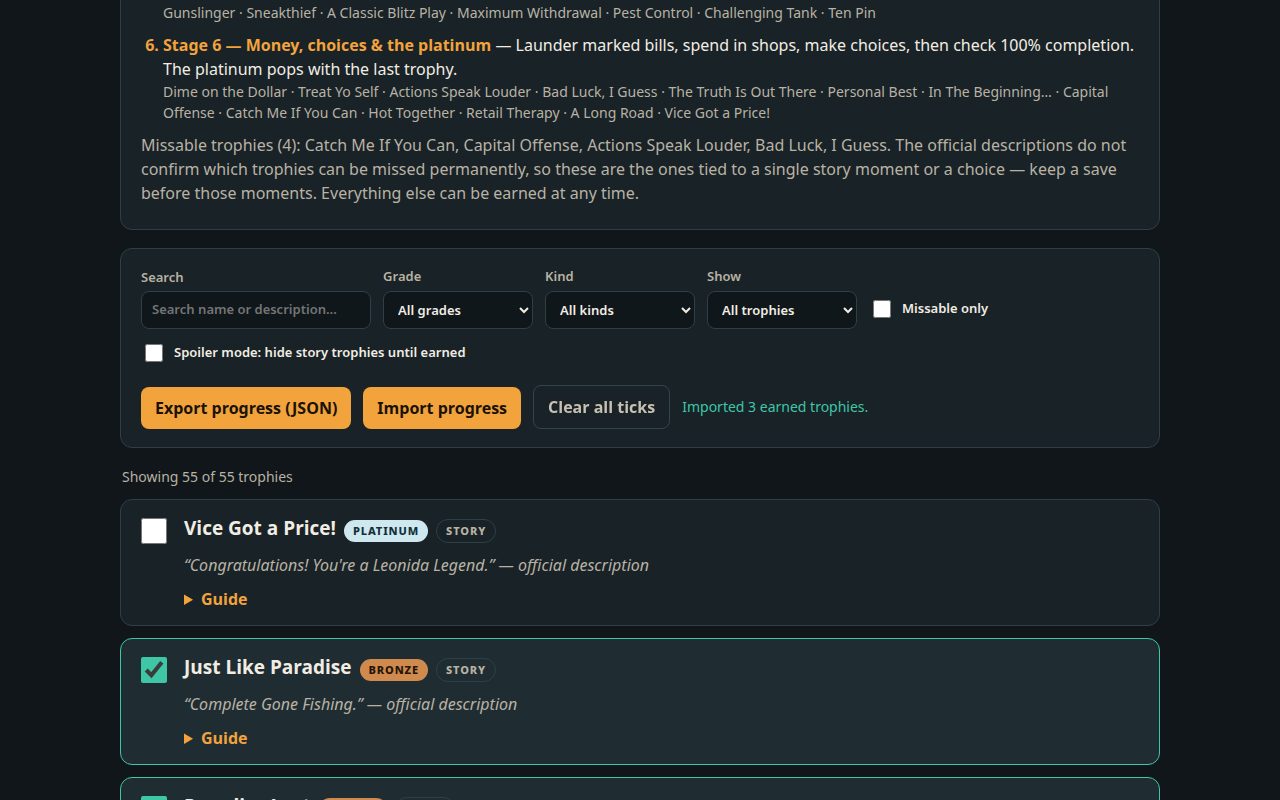 Gunslinger · Sneakthief · A Classic Blitz Play · Maximum Withdrawal · Pest Control · Challenging Tank · Ten Pin
6. Stage 6 — Money, choices & the platinum — Launder marked bills, spend in shops, make choices, then check 100% completion.
The platinum pops with the last trophy.
Dime on the Dollar · Treat Yo Self · Actions Speak Louder · Bad Luck, I Guess · The Truth Is Out There · Personal Best · In The Beginning... · Capital
Offense · Catch Me If You Can · Hot Together · Retail Therapy · A Long Road · Vice Got a Price!
Missable trophies (4): Catch Me If You Can, Capital Offense, Actions Speak Louder, Bad Luck, I Guess. The official descriptions do not
confirm which trophies can be missed permanently, so these are the ones tied to a single story moment or a choice — keep a save
before those moments. Everything else can be earned at any time.
Search
Grade
Kind
Show
Search name or description...
All grades
All kinds
All trophies
Missable only
Spoiler mode: hide story trophies until earned
Export progress (JSON)
Import progress
Clear all ticks
Imported 3 earned trophies.
Showing 55 of 55 trophies
Vice Got a Price! PLATINUM STORY
“Congratulations! You're a Leonida Legend.” — official description
Guide
Just Like Paradise BRONZE STORY
“Complete Gone Fishing.” — official description
Guide